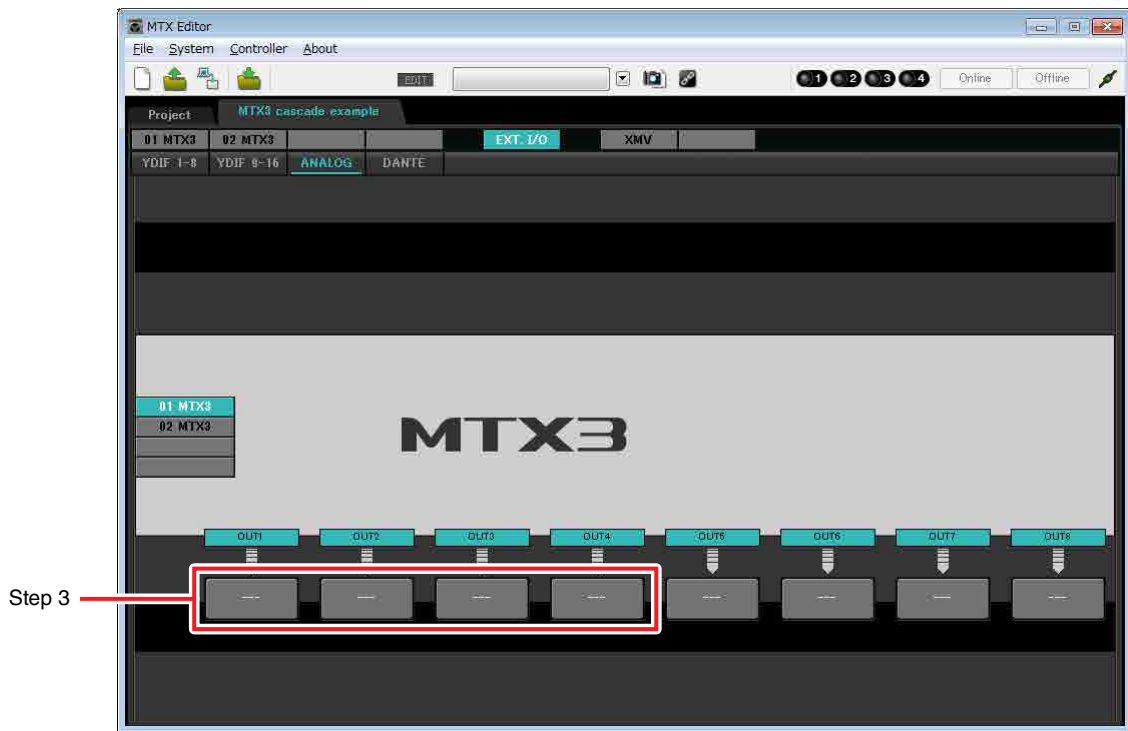 MTX Editor
File System Controller About
EDIT 1 2 3 4 Online Offline
Project MTX3 cascade example
01 MTX3 02 MTX3 EXT. I/O XMV
YDIF 1-8 YDIF 9-16 ANALOG DANTE
01 MTX3
02 MTX3
MTX3
OUT1 OUT2 OUT3 OUT4 OUT5 OUT6 OUT7 OUT8
Step 3 --- --- --- --- --- --- --- ---